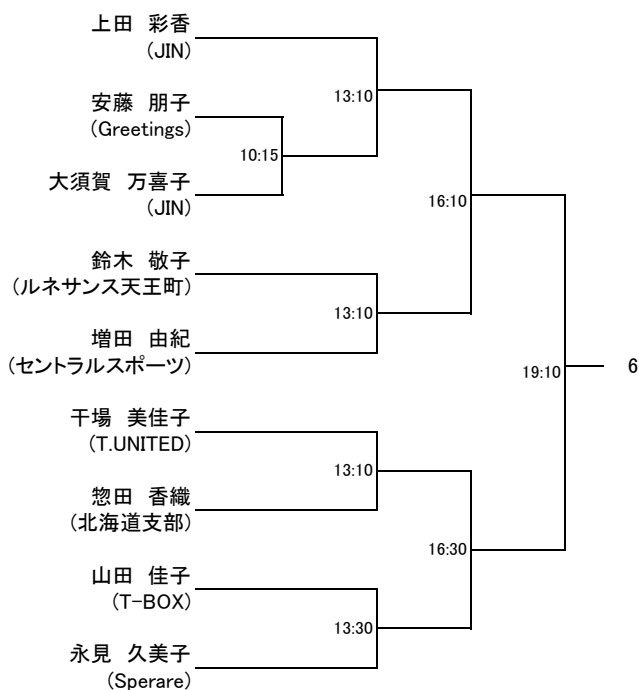 上田 彩香
(JIN)
13:10
安藤 朋子
(Greetings)
10:15
大須賀 万喜子
(JIN)
16:10
鈴木 敬子
(ルネサンス天王町)
13:10
増田 由紀
(セントラルスポーツ)
19:10
6
干場 美佳子
(T.UNITED)
13:10
惣田 香織
(北海道支部)
16:30
山田 佳子
(T-BOX)
13:30
永見 久美子
(Sperare)